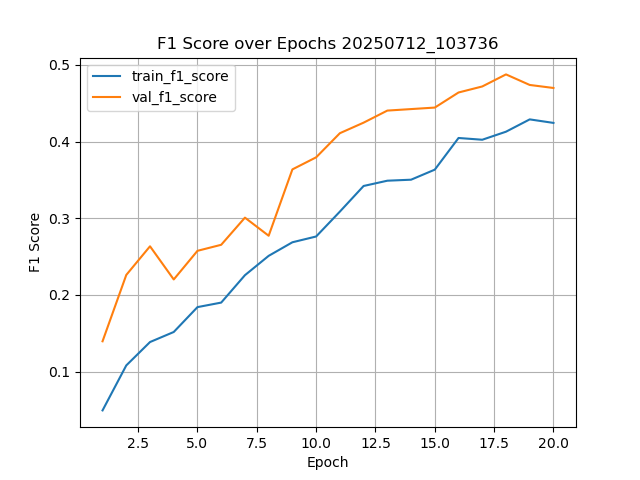 F1 Score over Epochs 20250712_103736
train_f1_score
val_f1_score
F1 Score
0.5
0.4
0.3
0.2
0.1
2.5 5.0 7.5 10.0 12.5 15.0 17.5 20.0
Epoch